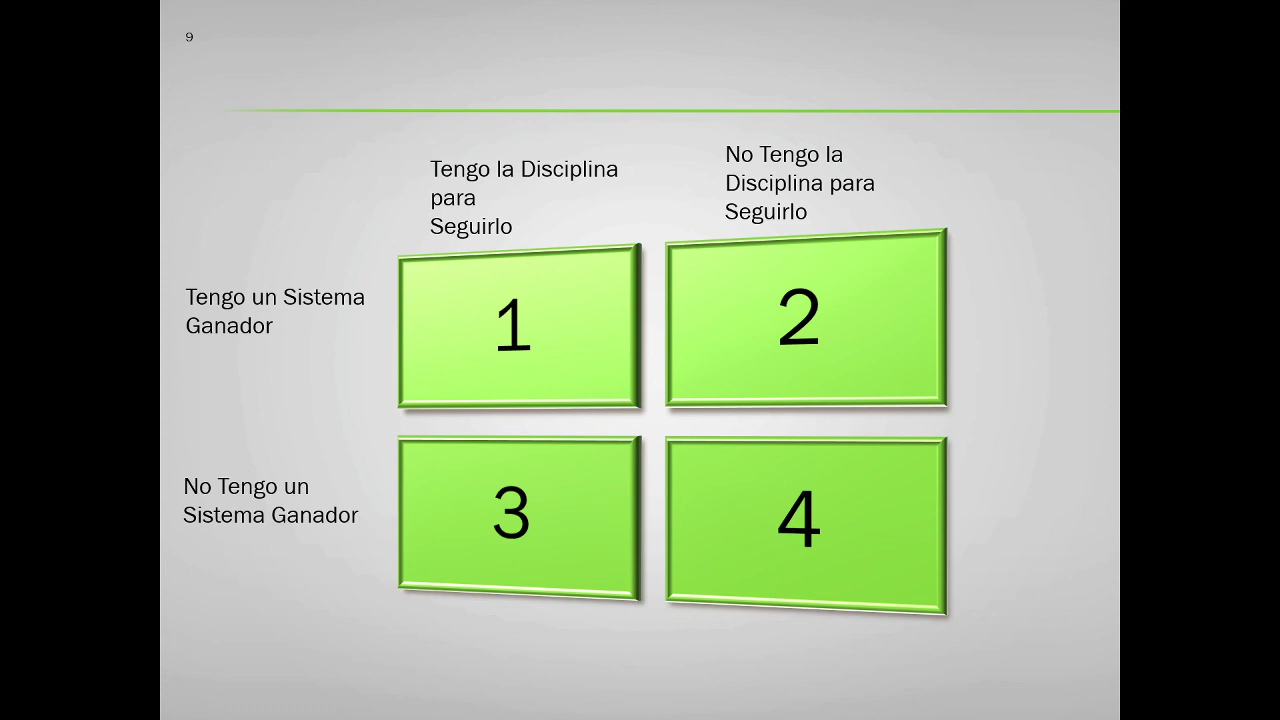 9
Tengo la Disciplina
para
Seguirlo
No Tengo la
Disciplina para
Seguirlo
Tengo un Sistema
Ganador
1
2
No Tengo un
Sistema Ganador
3
4